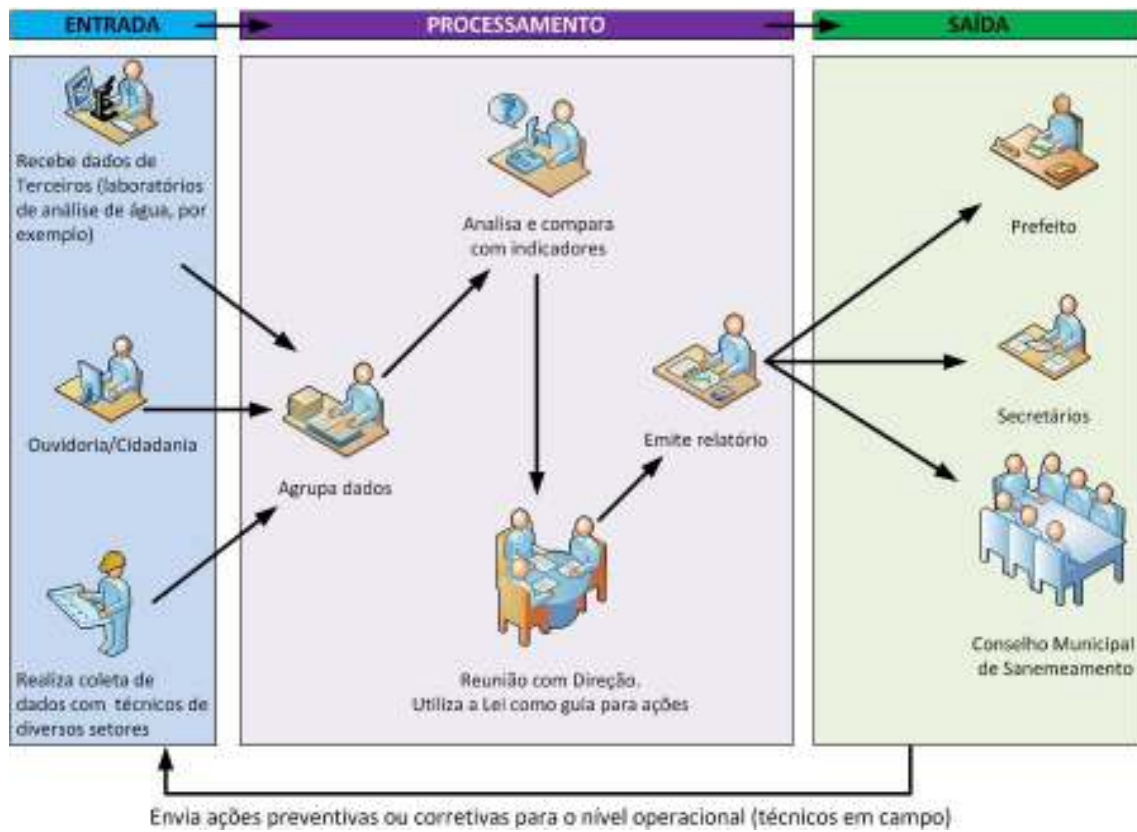 ENTRADA
PROCESSAMENTO
SAÍDA
Recebe dados de
Terceiros (laboratórios
de análise de água, por
exemplo)
Ouvidoria/Cidadania
Realiza coleta de
dados com técnicos de
diversos setores
Agrupa dados
Analisa e compara
com indicadores
Reunião com Direção.
Utiliza a Lei como guia para ações
Emite relatório
Prefeito
Secretários
Conselho Municipal
de Sanemeamento
Envia ações preventivas ou corretivas para o nível operacional (técnicos em campo)